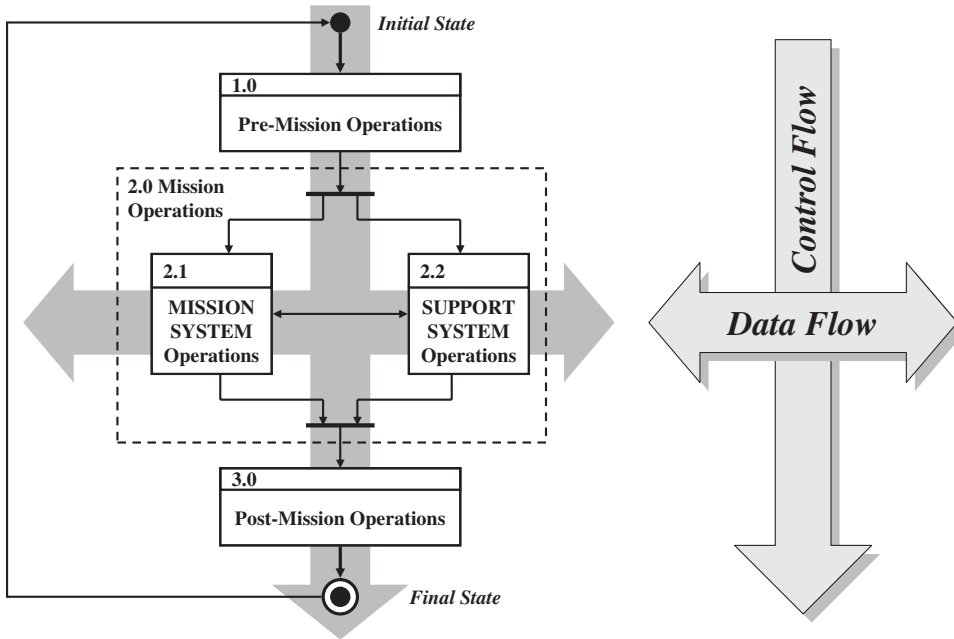 Initial State
1.0
Pre-Mission Operations
2.0 Mission
Operations
2.1
MISSION
SYSTEM
Operations
2.2
SUPPORT
SYSTEM
Operations
3.0
Post-Mission Operations
Final State
Control Flow
Data Flow